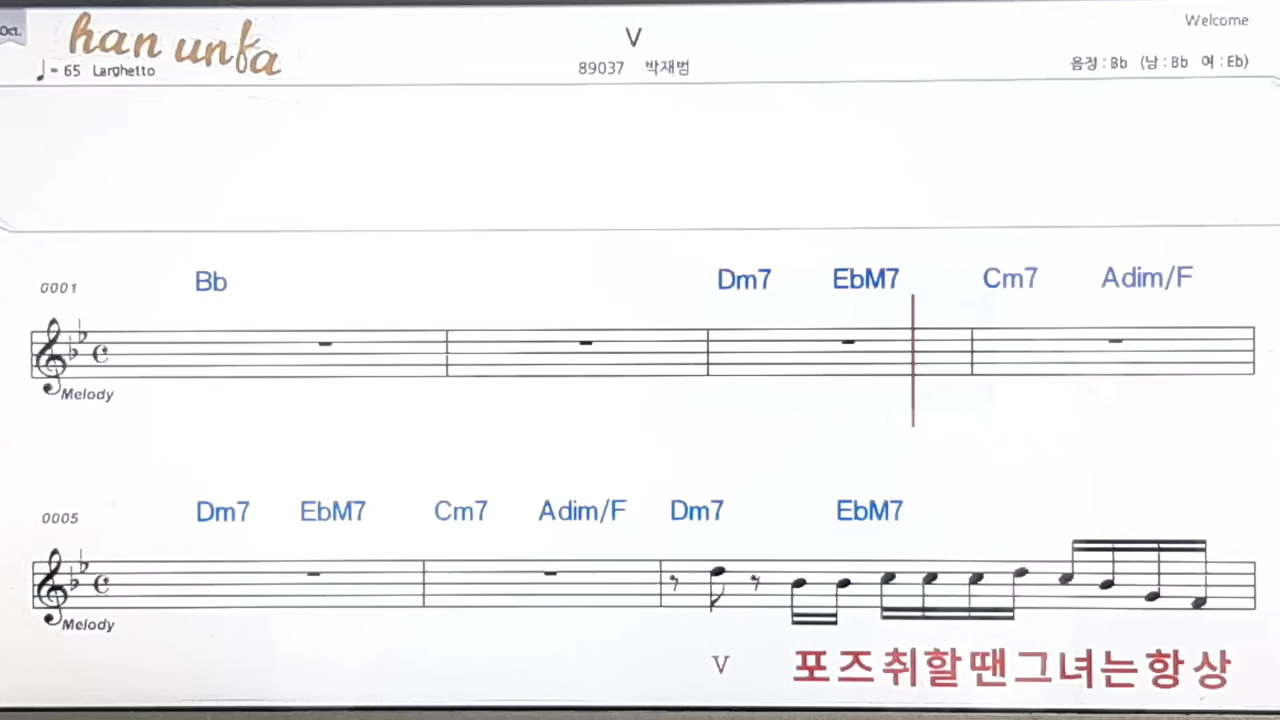 Oct.
han unfa
V
Welcome
♩= 65 Larghetto
89037 박재범
음정 : Bb (남 : Bb 여 : Eb)
Bb Dm7 EbM7 Cm7 Adim/F
0001
Melody
Dm7 EbM7 Cm7 Adim/F Dm7 EbM7
0005
Melody
V 포즈취할땐그녀는항상